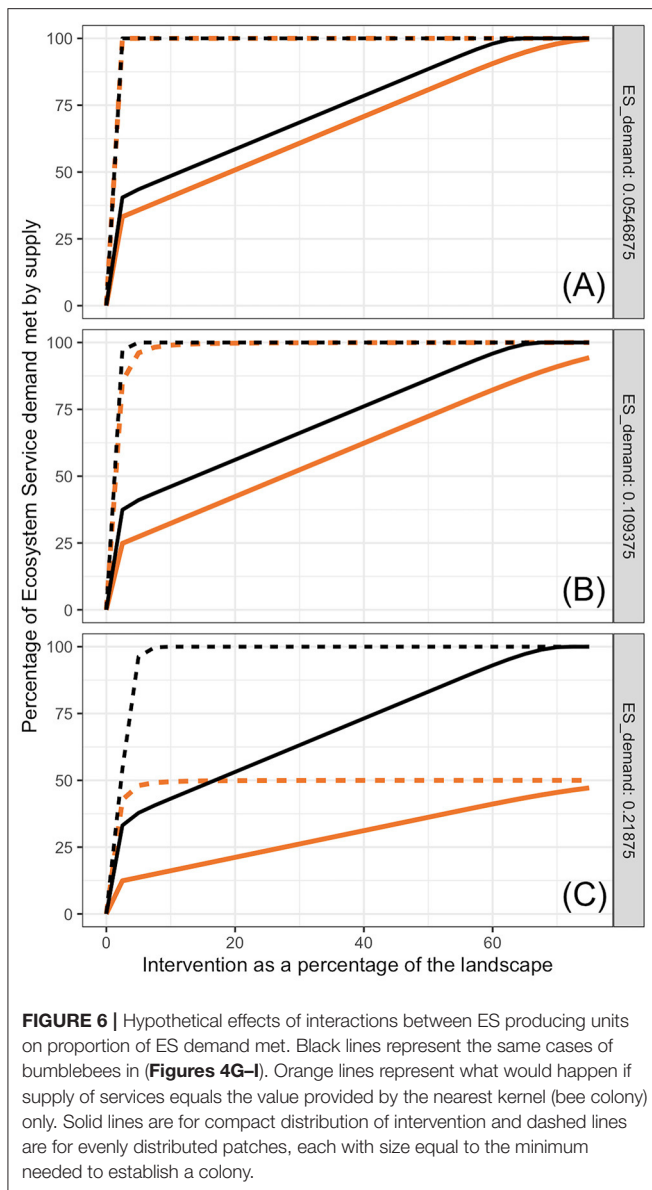 Percentage of Ecosystem Service demand met by supply
100
75
50
25
0
(A)
ES_demand: 0.0546875
100
75
50
25
0
(B)
ES_demand: 0.109375
100
75
50
25
0
(C)
ES_demand: 0.21875
0 20 40 60
Intervention as a percentage of the landscape
FIGURE 6 | Hypothetical effects of interactions between ES producing units
on proportion of ES demand met. Black lines represent the same cases of
bumblebees in (Figures 4G–I). Orange lines represent what would happen if
supply of services equals the value provided by the nearest kernel (bee colony)
only. Solid lines are for compact distribution of intervention and dashed lines
are for evenly distributed patches, each with size equal to the minimum
needed to establish a colony.